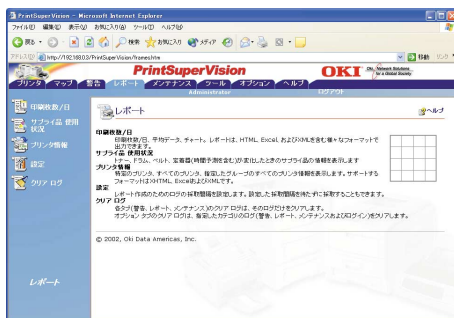 PrintSuperVision - Microsoft Internet Explorer
ファイル(F) 編集(E) 表示(V) お気に入り(A) ツール(T) ヘルプ(H)
戻る 検索 お気に入り メディア
アドレス(D) http://192.168.0.3/PrintSuperVision/frames.htm 移動 リンク
PrintSuperVision
OKI
Oki, Network Solutions for a Global Society
プリンタ マップ 警告 レポート メンテナンス ツール オプション ヘルプ
Administrator ログアウト
印刷枚数/日
サプライ品 使用状況
プリンタ情報
設定
クリア ログ
レポート
レポート
ヘルプ
印刷枚数/日
印刷枚数/日、平均データ、チャート。レポートは、HTML、Excel、およびXMLを含む種々なフォーマットで出力できます。
サプライ品 使用状況
トナー、ドラム、ベルト、定着器(時間予測を含む)が変化したときのサプライ品の情報を表示します
プリンタ情報
特定のプリンタ、すべてのプリンタ、指定したグループのすべてのプリンタ情報を表示します。サポートするフォーマットはXHTML、ExcelおよびXMLです。
設定
レポート作成のためのログの採取間隔を設定します。設定した採取間隔を待たずに採取することもできます。
クリア ログ
各タブ(警告、レポート、メンテナンス)のクリア ログは、そのログだけをクリアします。
オプション タブのクリア ログは、指定したカテゴリのログ(警告、レポート、メンテナンスおよびログイン)をクリアします。
© 2002, Oki Data Americas, Inc.